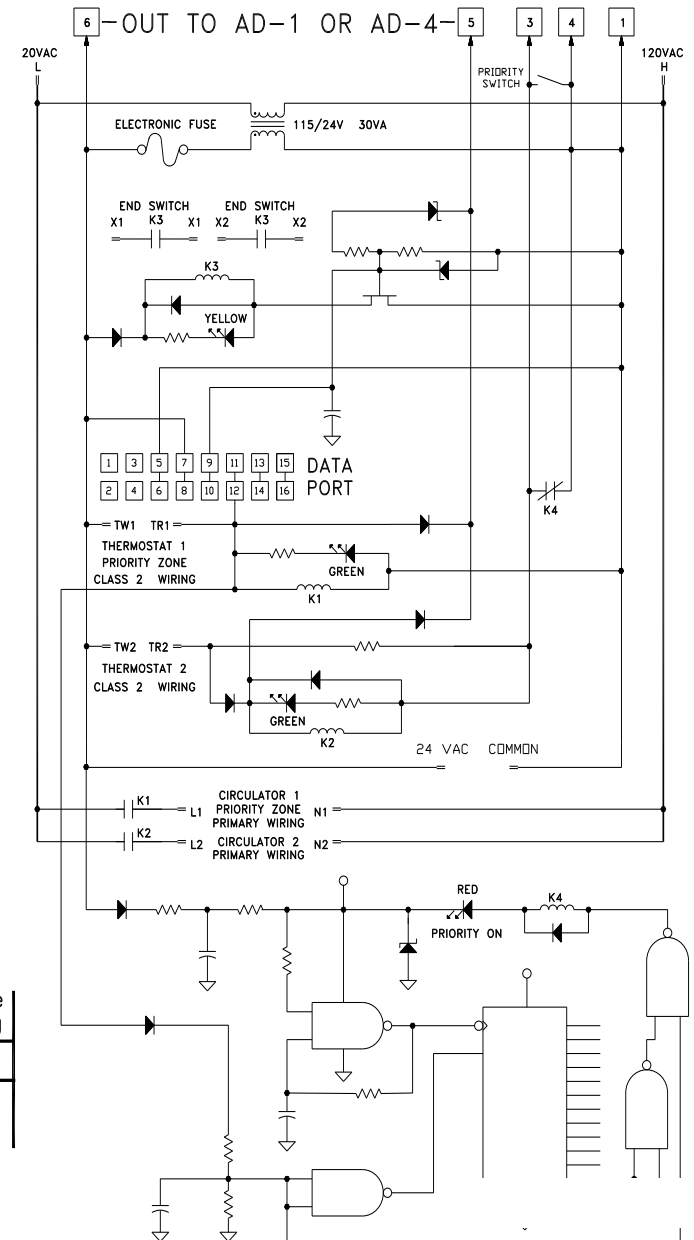 6 -OUT TO AD-1 OR AD-4- 5 3 4 1
20VAC
L
PRIORITY
SWITCH
120VAC
H
ELECTRONIC FUSE
115/24V 30VA
END SWITCH
X1 K3 X1
END SWITCH
X2 K3 X2
K3
YELLOW
1 3 5 7 9 11 13 15
2 4 6 8 10 12 14 16
DATA
PORT
K4
TW1 TR1
THERMOSTAT 1
PRIORITY ZONE
CLASS 2 WIRING
GREEN
K1
TW2 TR2
THERMOSTAT 2
CLASS 2 WIRING
GREEN
K2
24 VAC COMMON
K1
L1
CIRCULATOR 1
PRIORITY ZONE
PRIMARY WIRING
N1
K2
L2
CIRCULATOR 2
PRIMARY WIRING
N2
RED
PRIORITY ON
K4
e